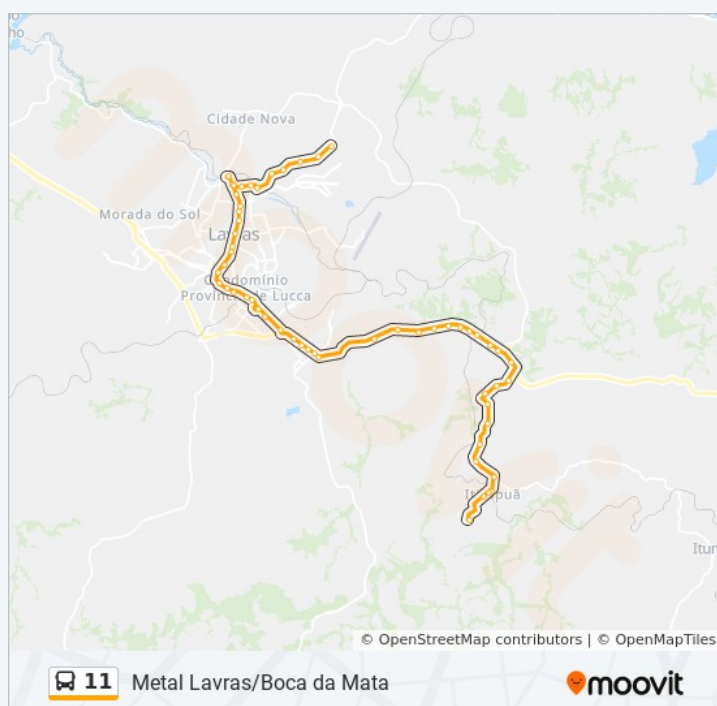 Cidade Nova
Morada do Sol
Lavras
Condomínio
Província de Lucca
© OpenStreetMap contributors | © OpenMapTiles
11 Metal Lavras/Boca da Mata
moovit